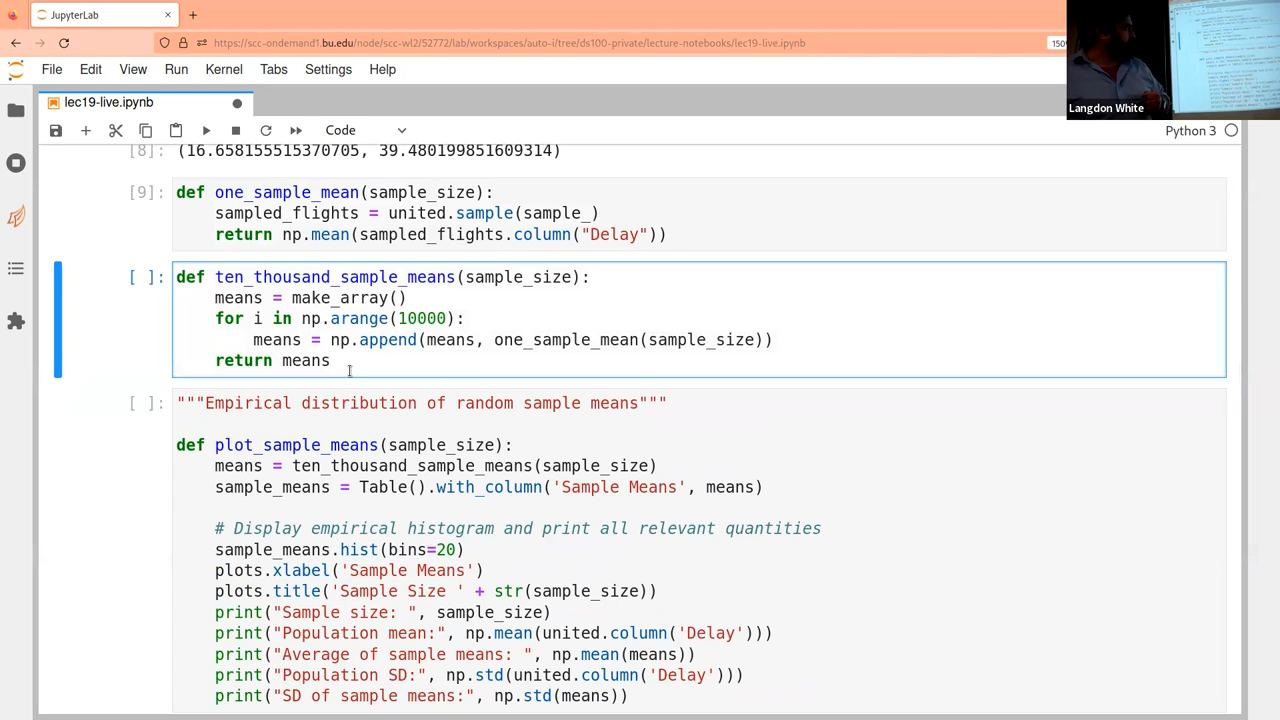 JupyterLab
https://scc-ondemand1.bu.edu/node/scc-wl2/52772/lab/workspaces/auto-i/tree/ds100-private/lecture-notebooks/lec19-live.ipynb
150%
Langdon White
File Edit View Run Kernel Tabs Settings Help
lec19-live.ipynb
Code
Python 3
[8]: (16.658155515370705, 39.480199851609314)
[9]: def one_sample_mean(sample_size):
sampled_flights = united.sample(sample_)
return np.mean(sampled_flights.column("Delay"))
[ ]: def ten_thousand_sample_means(sample_size):
means = make_array()
for i in np.arange(10000):
means = np.append(means, one_sample_mean(sample_size))
return means
[ ]: """Empirical distribution of random sample means"""
def plot_sample_means(sample_size):
means = ten_thousand_sample_means(sample_size)
sample_means = Table().with_column('Sample Means', means)
# Display empirical histogram and print all relevant quantities
sample_means.hist(bins=20)
plots.xlabel('Sample Means')
plots.title('Sample Size ' + str(sample_size))
print("Sample size: ", sample_size)
print("Population mean:", np.mean(united.column('Delay')))
print("Average of sample means: ", np.mean(means))
print("Population SD:", np.std(united.column('Delay')))
print("SD of sample means:", np.std(means))